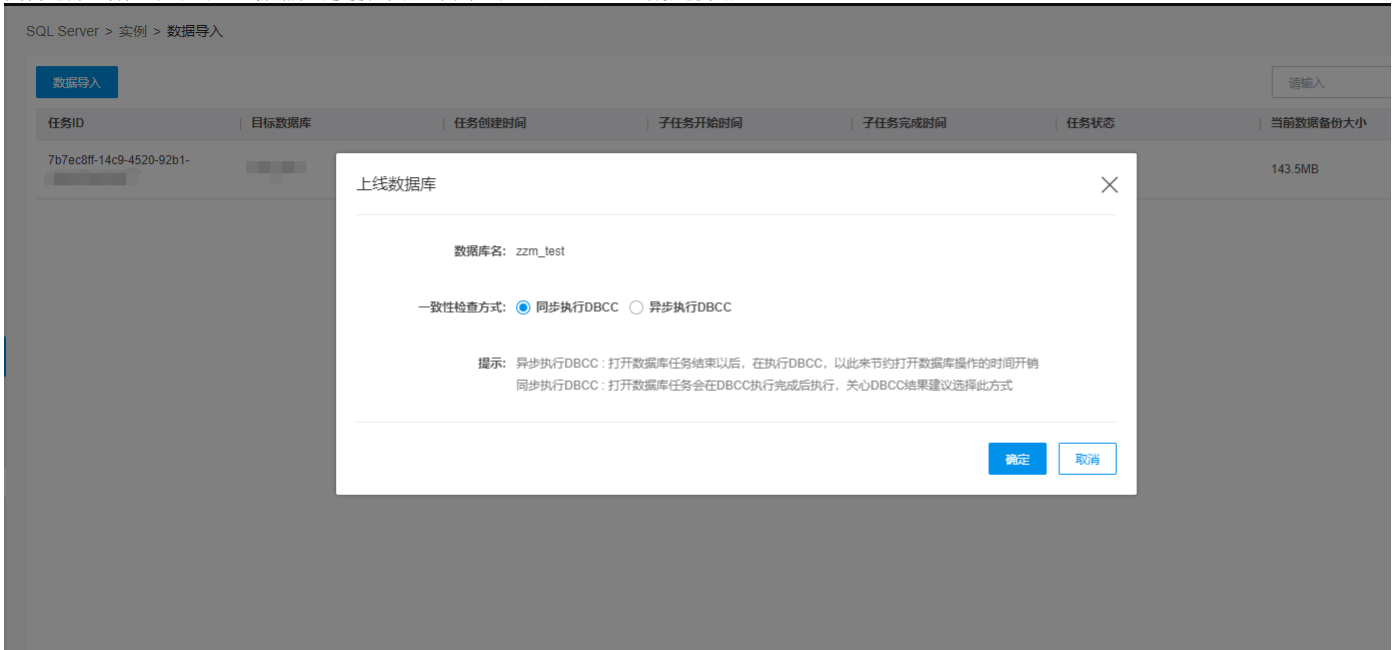 SQL Server > 实例 > 数据导入
数据导入
请输入
任务ID
目标数据库
任务创建时间
子任务开始时间
子任务完成时间
任务状态
当前数据备份大小
7b7ec8ff-14c9-4520-92b1-
143.5MB
上线数据库
数据库名: zzm_test
一致性检查方式: 同步执行DBCC 异步执行DBCC
提示: 异步执行DBCC : 打开数据库任务结束以后，在执行DBCC，以此来节约打开数据库操作的时间开销
同步执行DBCC : 打开数据任务会在DBCC执行完成后执行，关心DBCC结果建议选择此方式
确定
取消